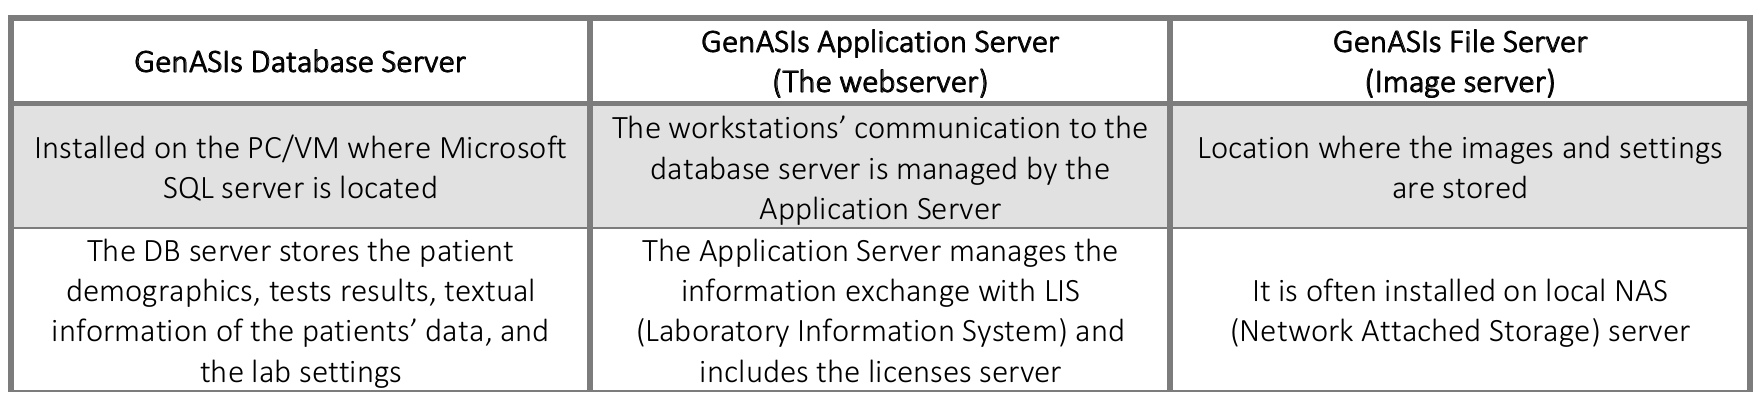 GenASIs Database Server
GenASIs Application Server
(The webserver)
GenASIs File Server
(Image server)
Installed on the PC/VM where Microsoft
SQL server is located
The workstations’ communication to the
database server is managed by the
Application Server
Location where the images and settings
are stored
The DB server stores the patient
demographics, tests results, textual
information of the patients’ data, and
the lab settings
The Application Server manages the
information exchange with LIS
(Laboratory Information System) and
includes the licenses server
It is often installed on local NAS
(Network Attached Storage) server